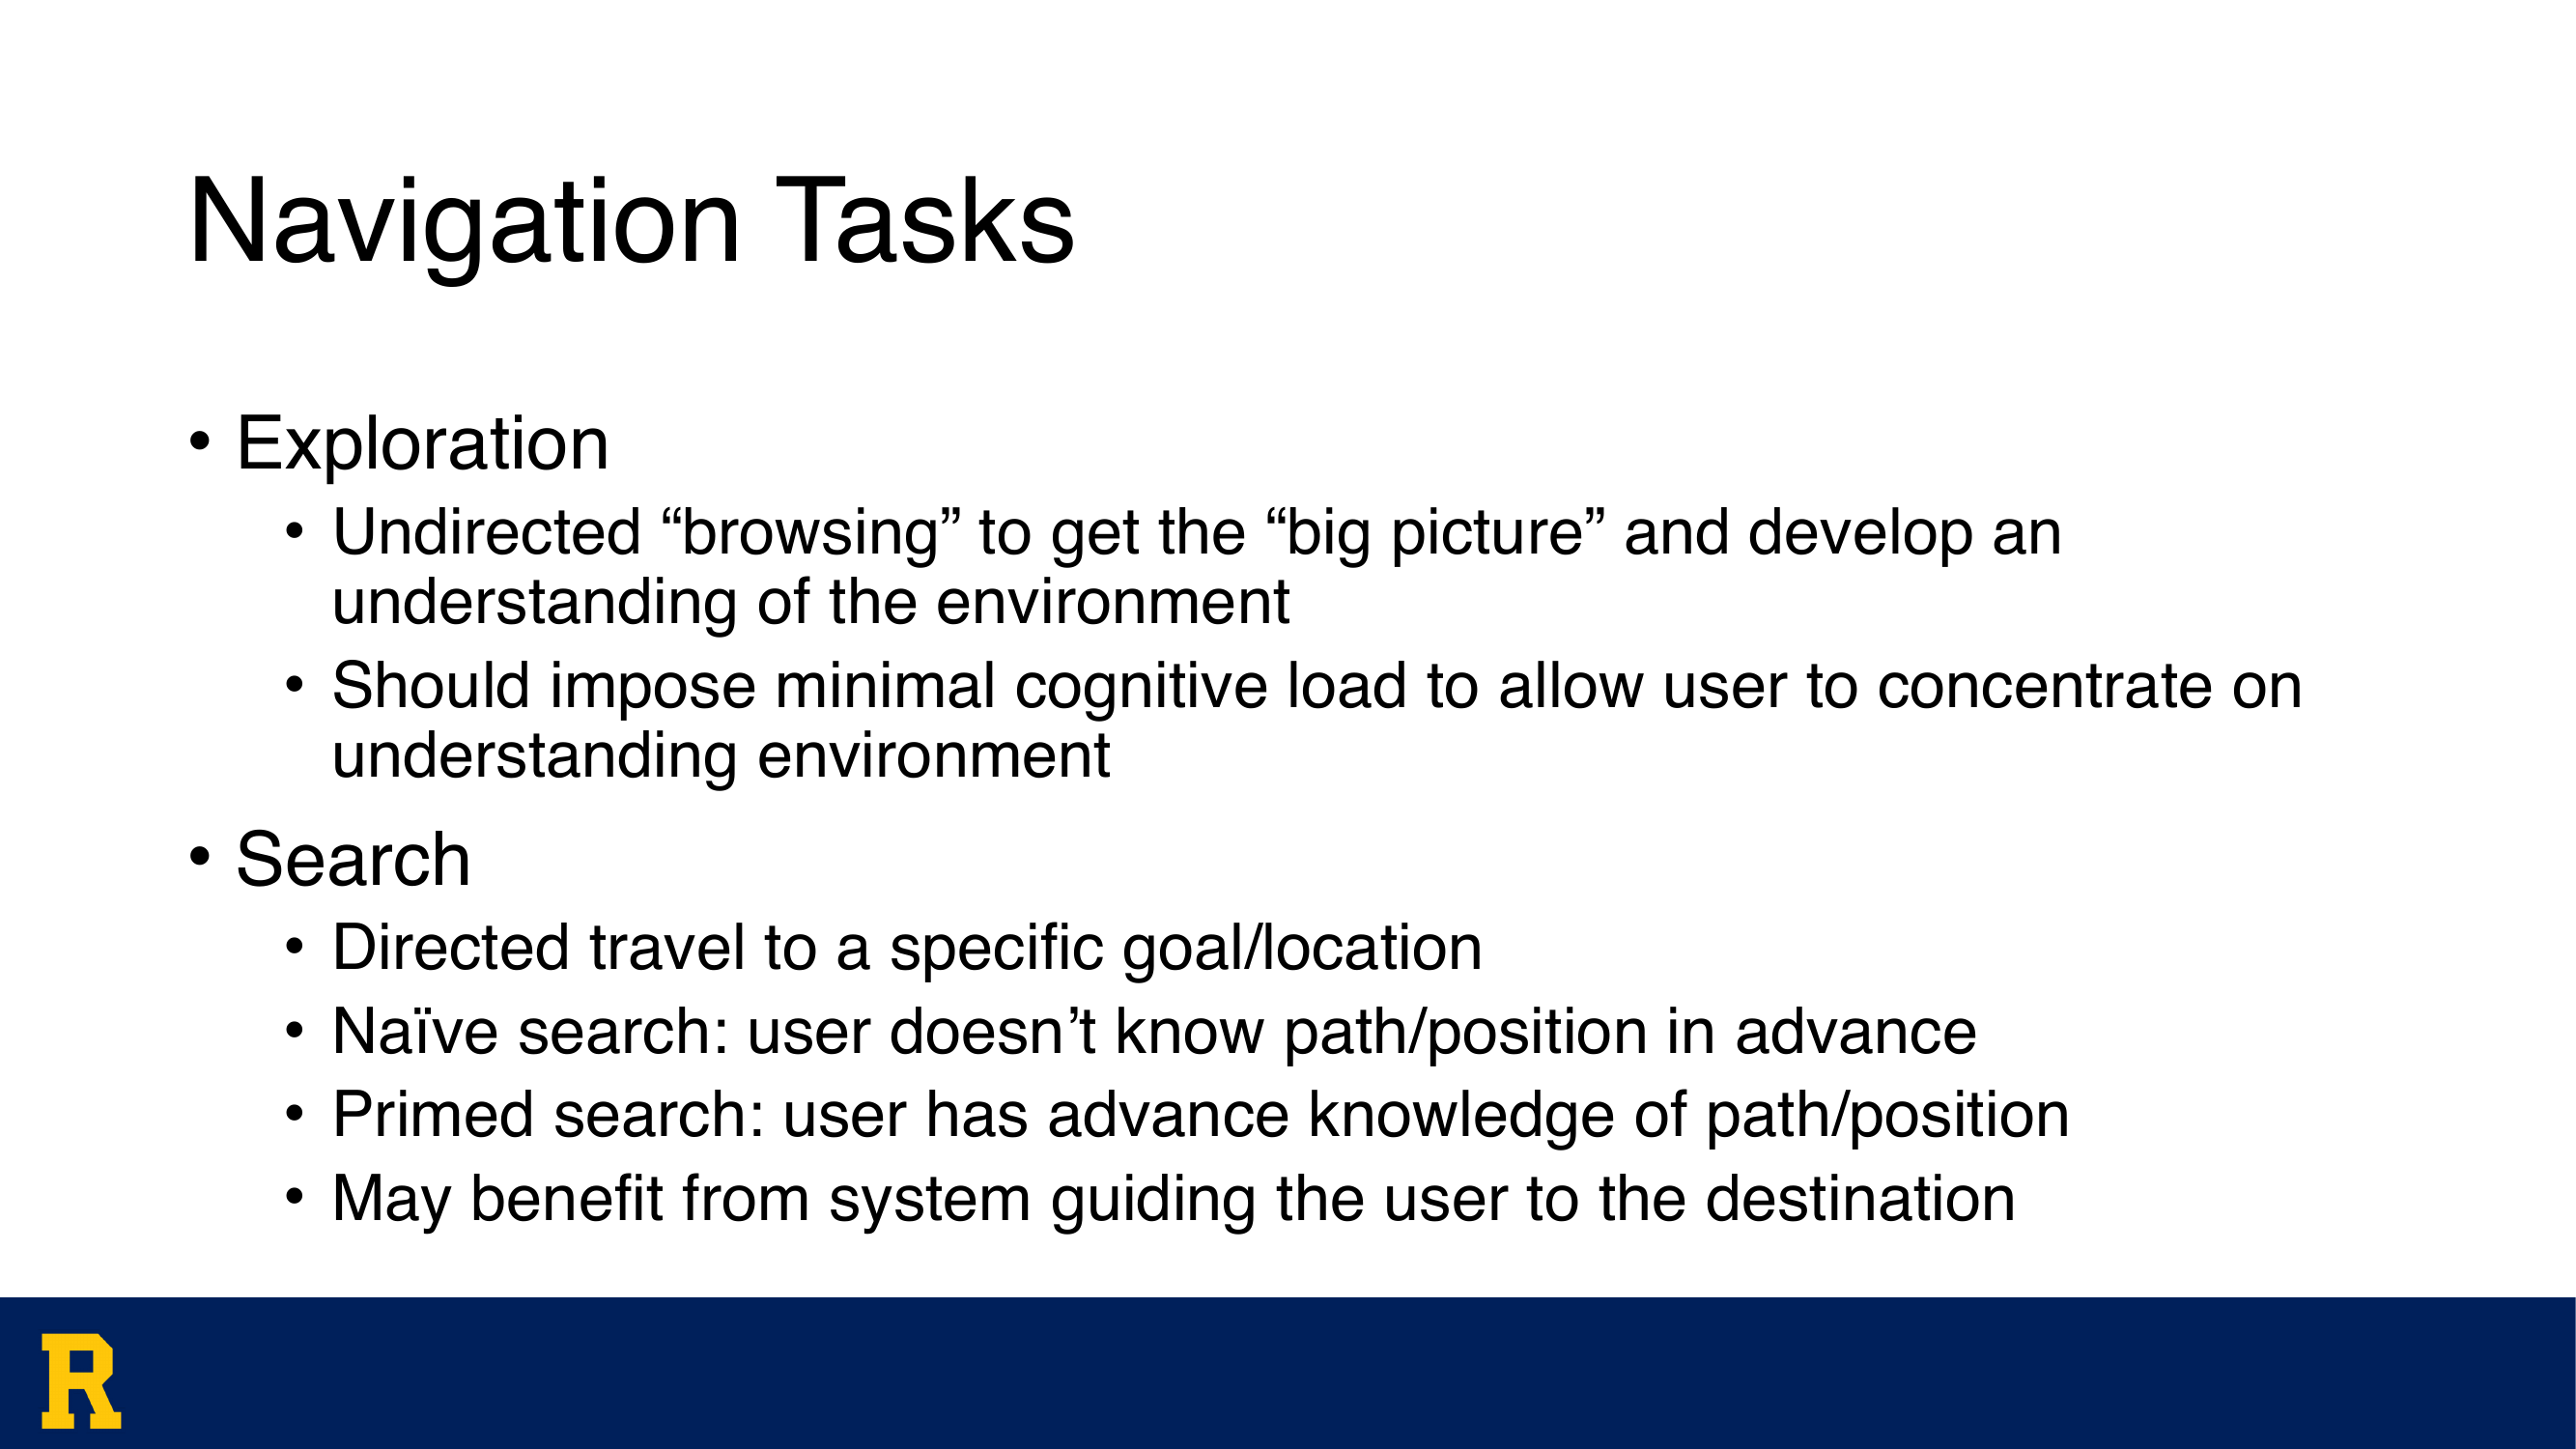 Navigation Tasks
• Exploration
• Undirected “browsing” to get the “big picture” and develop an
understanding of the environment
• Should impose minimal cognitive load to allow user to concentrate on
understanding environment
• Search
• Directed travel to a specific goal/location
• Naïve search: user doesn’t know path/position in advance
• Primed search: user has advance knowledge of path/position
• May benefit from system guiding the user to the destination
R